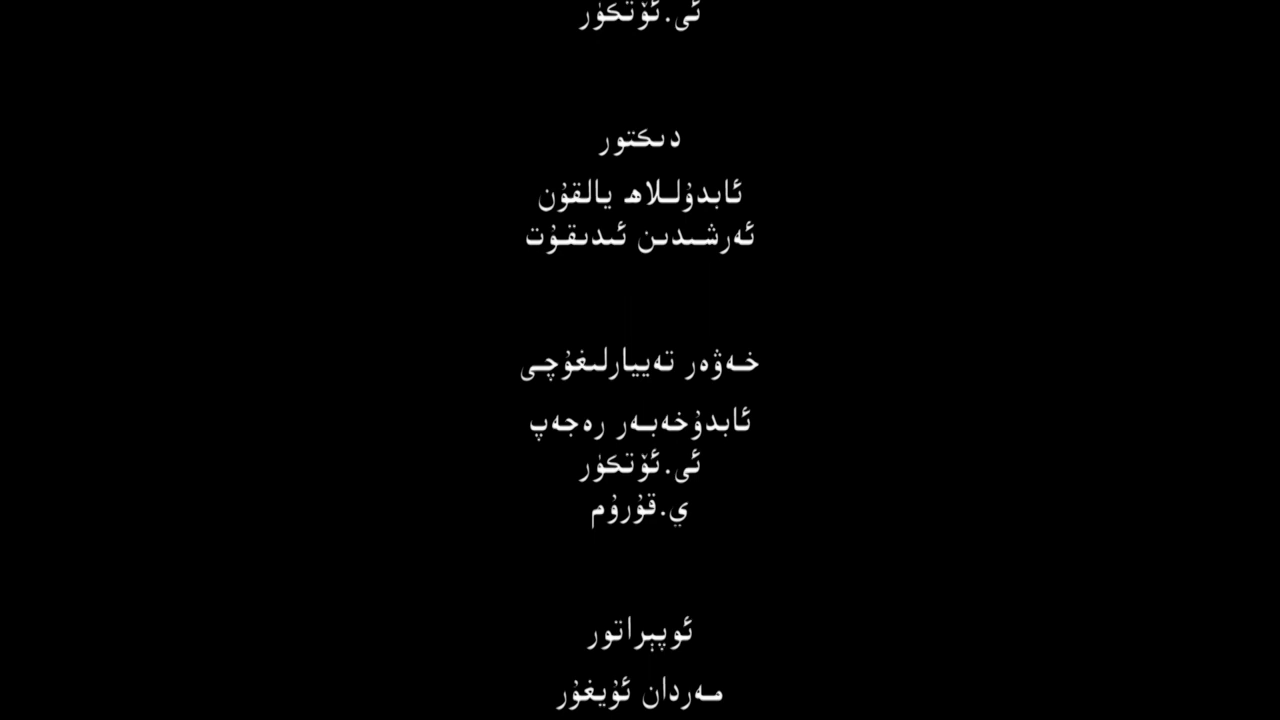 ئى.ئۆتكۈر
دىكتور
ئابدۇللاھ يالقۇن
ئەرشىدىن ئىدىقۇت
خەۋەر تەييارلىغۇچى
ئابدۇخەبەر رەجەپ
ئى.ئۆتكۈر
ي.قۇرۇم
ئوپېراتور
مەردان ئۇيغۇر